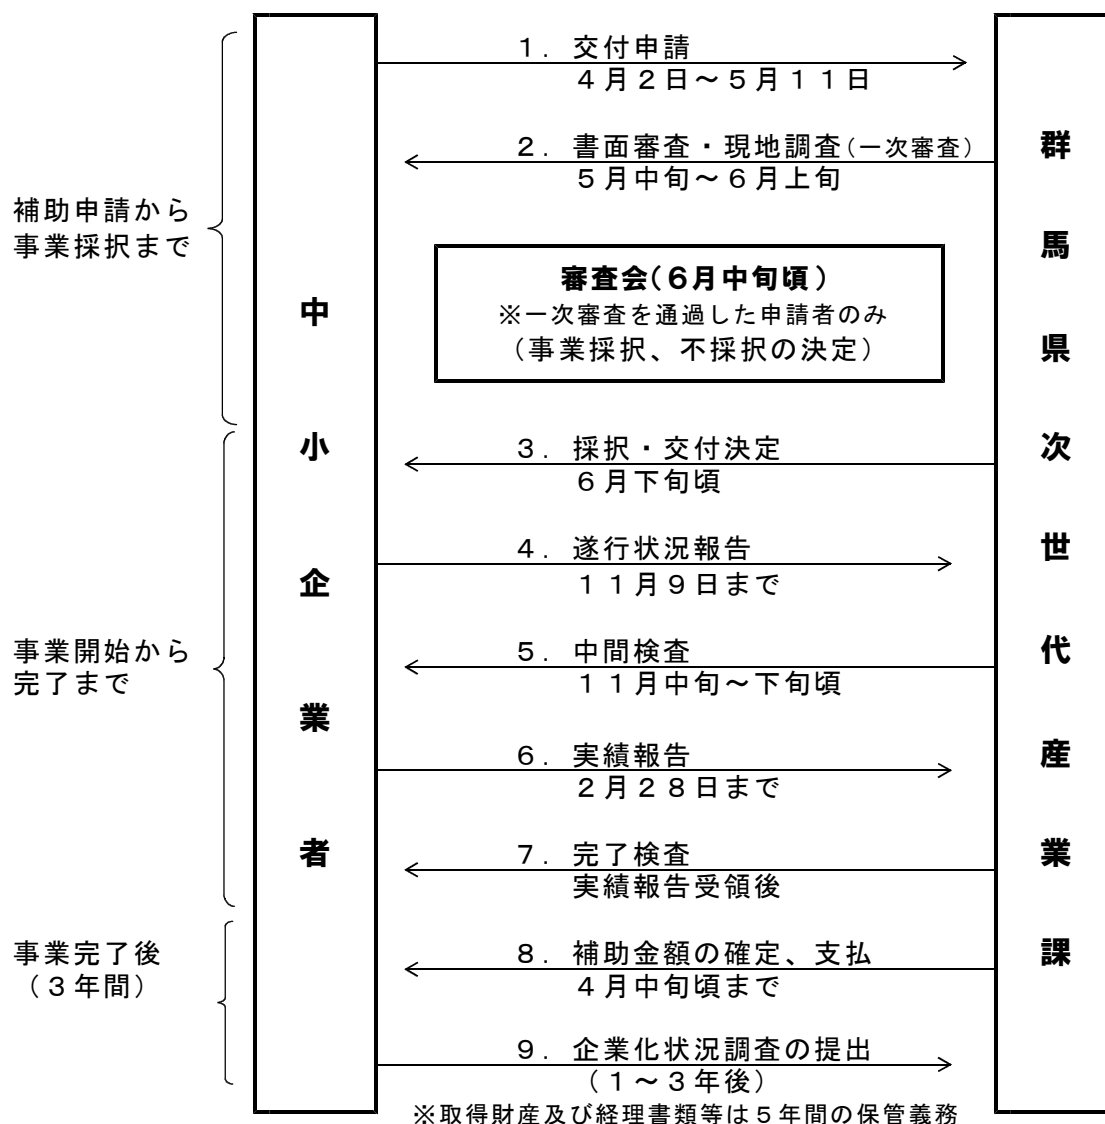 補助申請から
事業採択まで
事業開始から
完了まで
事業完了後
（３年間）
中小企業者
１．交付申請
４月２日～５月１１日
２．書面審査・現地調査（一次審査）
５月中旬～６月上旬
審査会（６月中旬頃）
※一次審査を通過した申請者のみ
（事業採択、不採択の決定）
３．採択・交付決定
６月下旬頃
４．遂行状況報告
１１月９日まで
５．中間検査
１１月中旬～下旬頃
６．実績報告
２月２８日まで
７．完了検査
実績報告受領後
８．補助金額の確定、支払
４月中旬頃まで
９．企業化状況調査の提出
（１～３年後）
※取得財産及び経理書類等は５年間の保管義務
群馬県次世代産業課